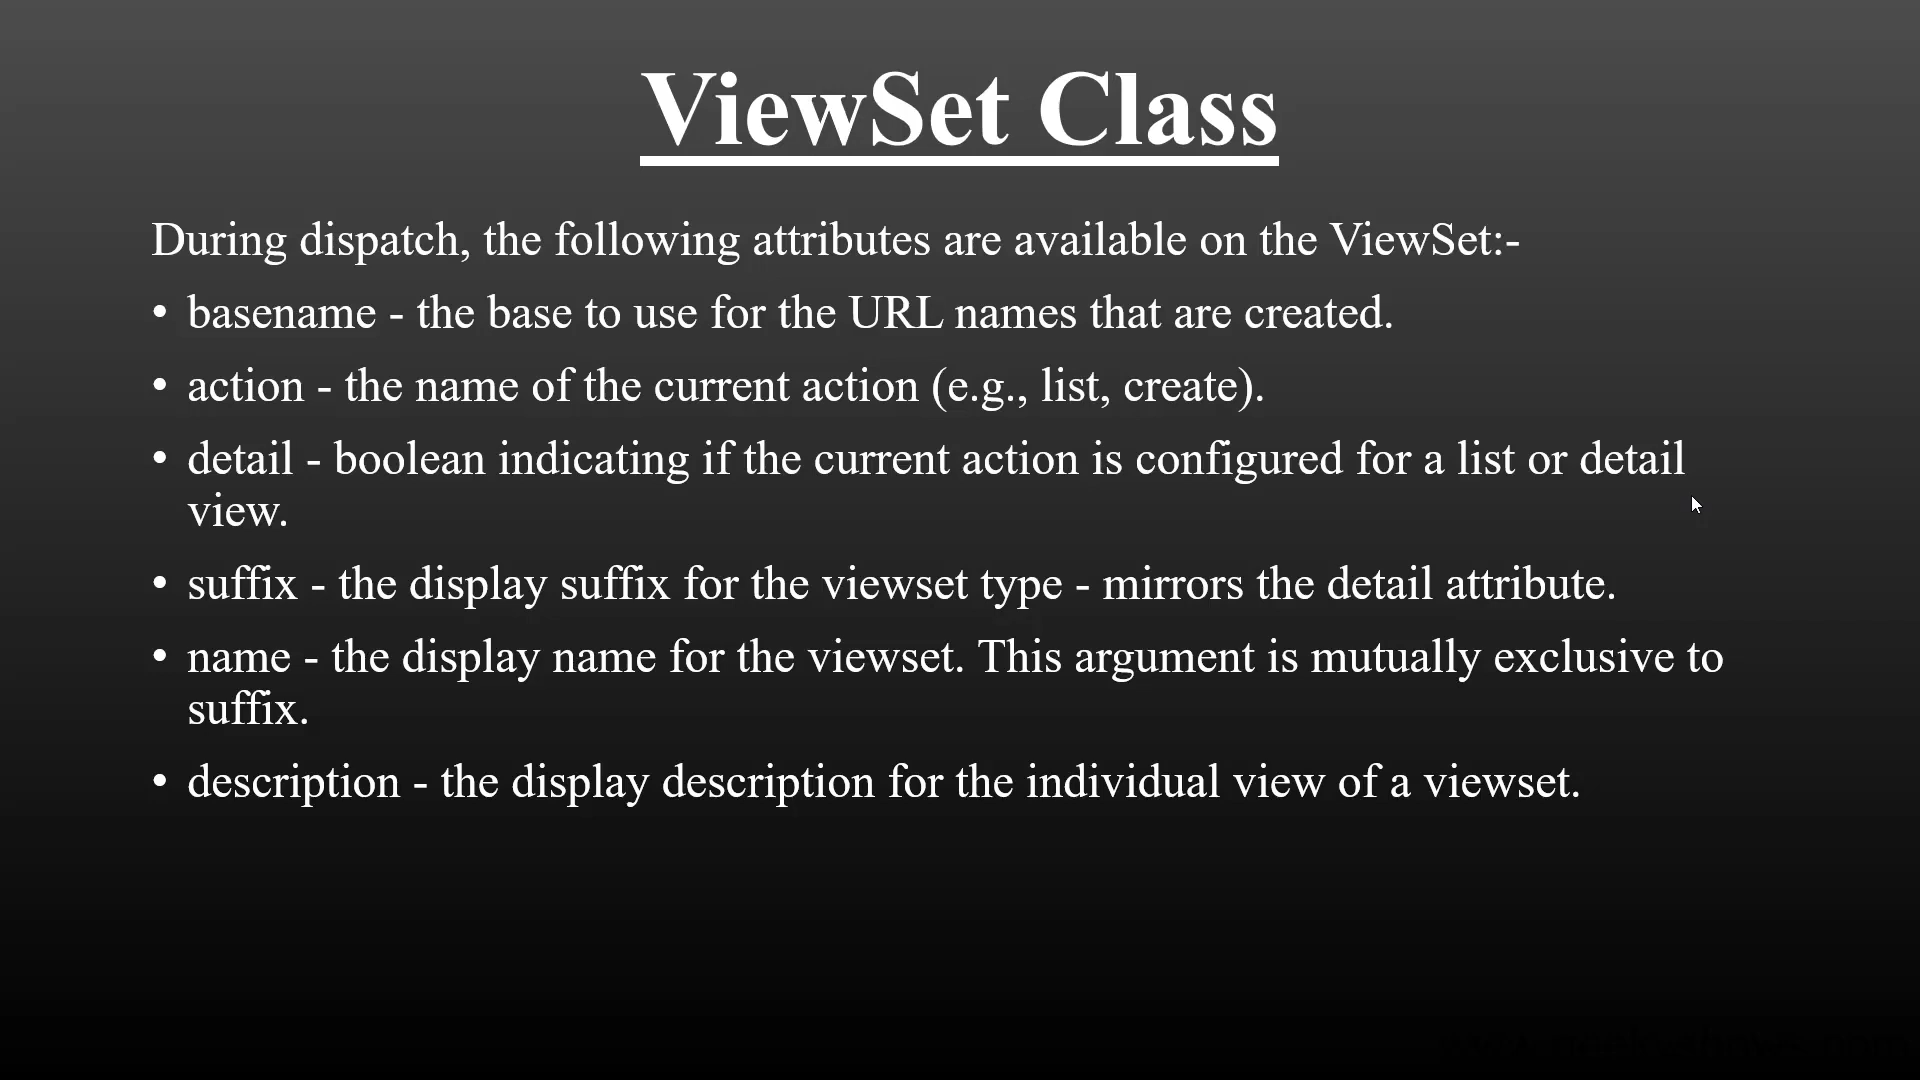 ViewSet Class
During dispatch, the following attributes are available on the ViewSet:-
• basename - the base to use for the URL names that are created.
• action - the name of the current action (e.g., list, create).
• detail - boolean indicating if the current action is configured for a list or detail
view.
• suffix - the display suffix for the viewset type - mirrors the detail attribute.
• name - the display name for the viewset. This argument is mutually exclusive to
suffix.
• description - the display description for the individual view of a viewset.